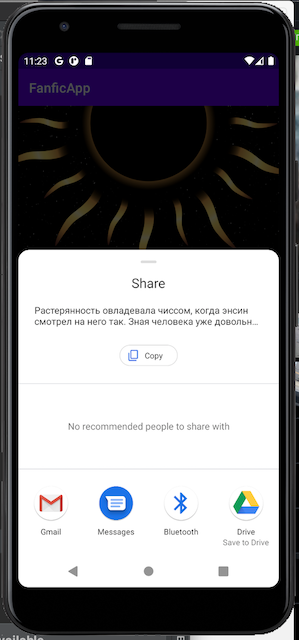 11:23
FanficApp
Share
Растерянность овладевала чиссом, когда энсин
смотрел на него так. Зная человека уже довольн...
Copy
No recommended people to share with
Gmail
Messages
Bluetooth
Drive
Save to Drive